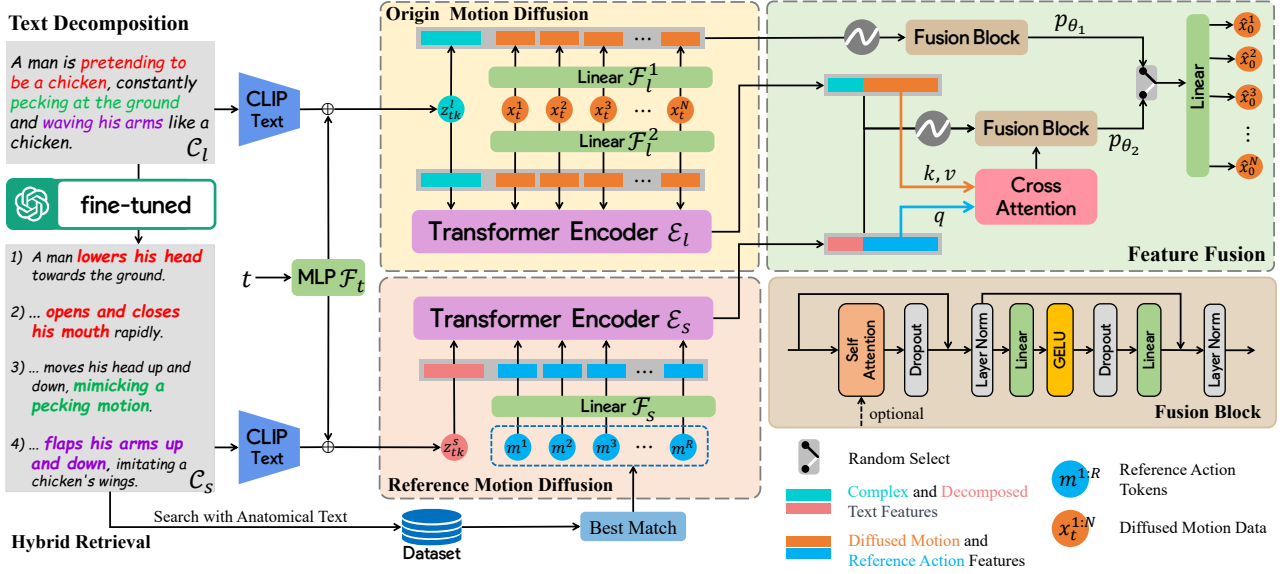 Text Decomposition
A man is pretending
to be a chicken, constantly
pecking at the ground
and waving his arms like a
chicken.
C_l
fine-tuned
1) A man lowers his head
towards the ground.
2) ... opens and closes
his mouth rapidly.
3) ... moves his head up and
down, mimicking a
pecking motion.
4) ... flaps his arms up
and down, imitating a
chicken's wings.
C_s
Hybrid Retrieval
Search with Anatomical Text
Dataset
Best Match
CLIP
Text
t
MLP F_t
CLIP
Text
Origin Motion Diffusion
Linear F_l^1
z_{tk}^l x_t^1 x_t^2 x_t^3 ... x_t^N
Linear F_l^2
Transformer Encoder E_l
Transformer Encoder E_s
Linear F_s
z_{tk}^s m^1 m^2 m^3 ... m^R
Reference Motion Diffusion
Fusion Block
p_{θ_1}
Fusion Block
p_{θ_2}
k, v
q
Cross
Attention
Linear
x̂_0^1
x̂_0^2
x̂_0^3
⋮
x̂_0^N
Feature Fusion
Self
Attention
Dropout
Layer Norm
Linear
GELU
Dropout
Linear
Layer Norm
optional
Fusion Block
Random Select
Complex and Decomposed
Text Features
Diffused Motion and
Reference Action Features
m^{1:R}
Reference Action
Tokens
x_t^{1:N}
Diffused Motion Data